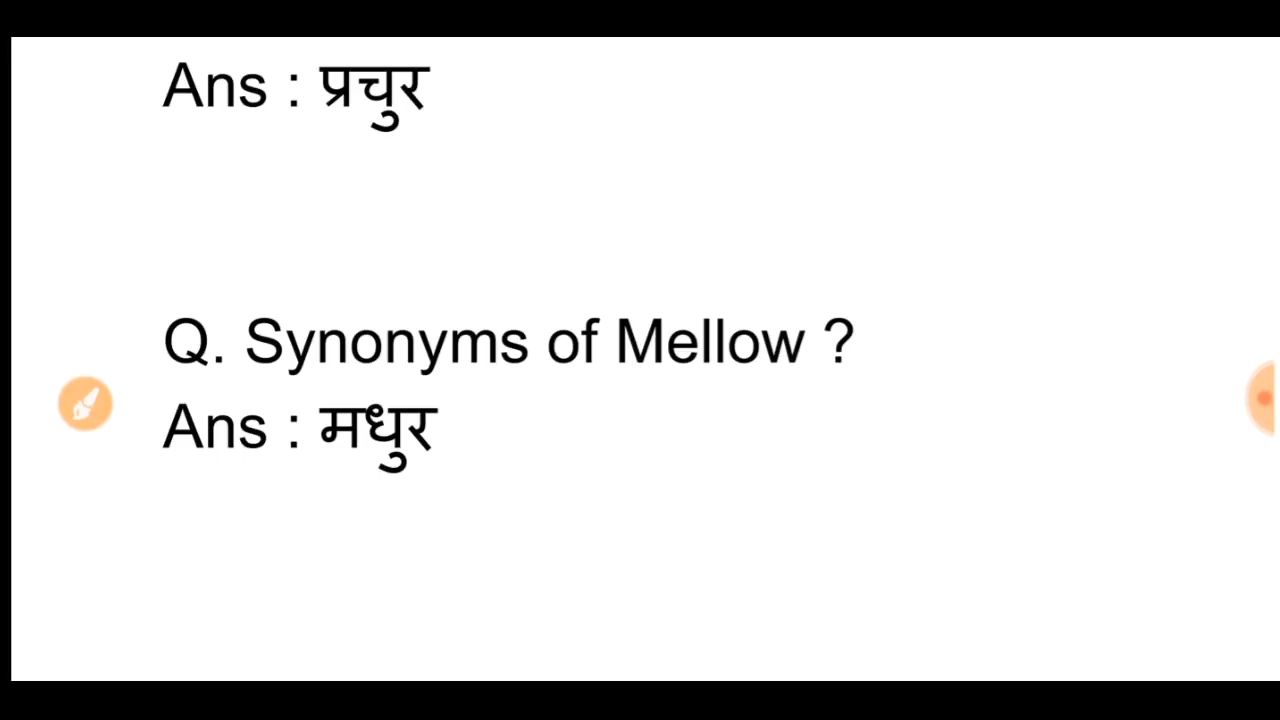 Ans : प्रचुर
Q. Synonyms of Mellow ?
Ans : मधुर